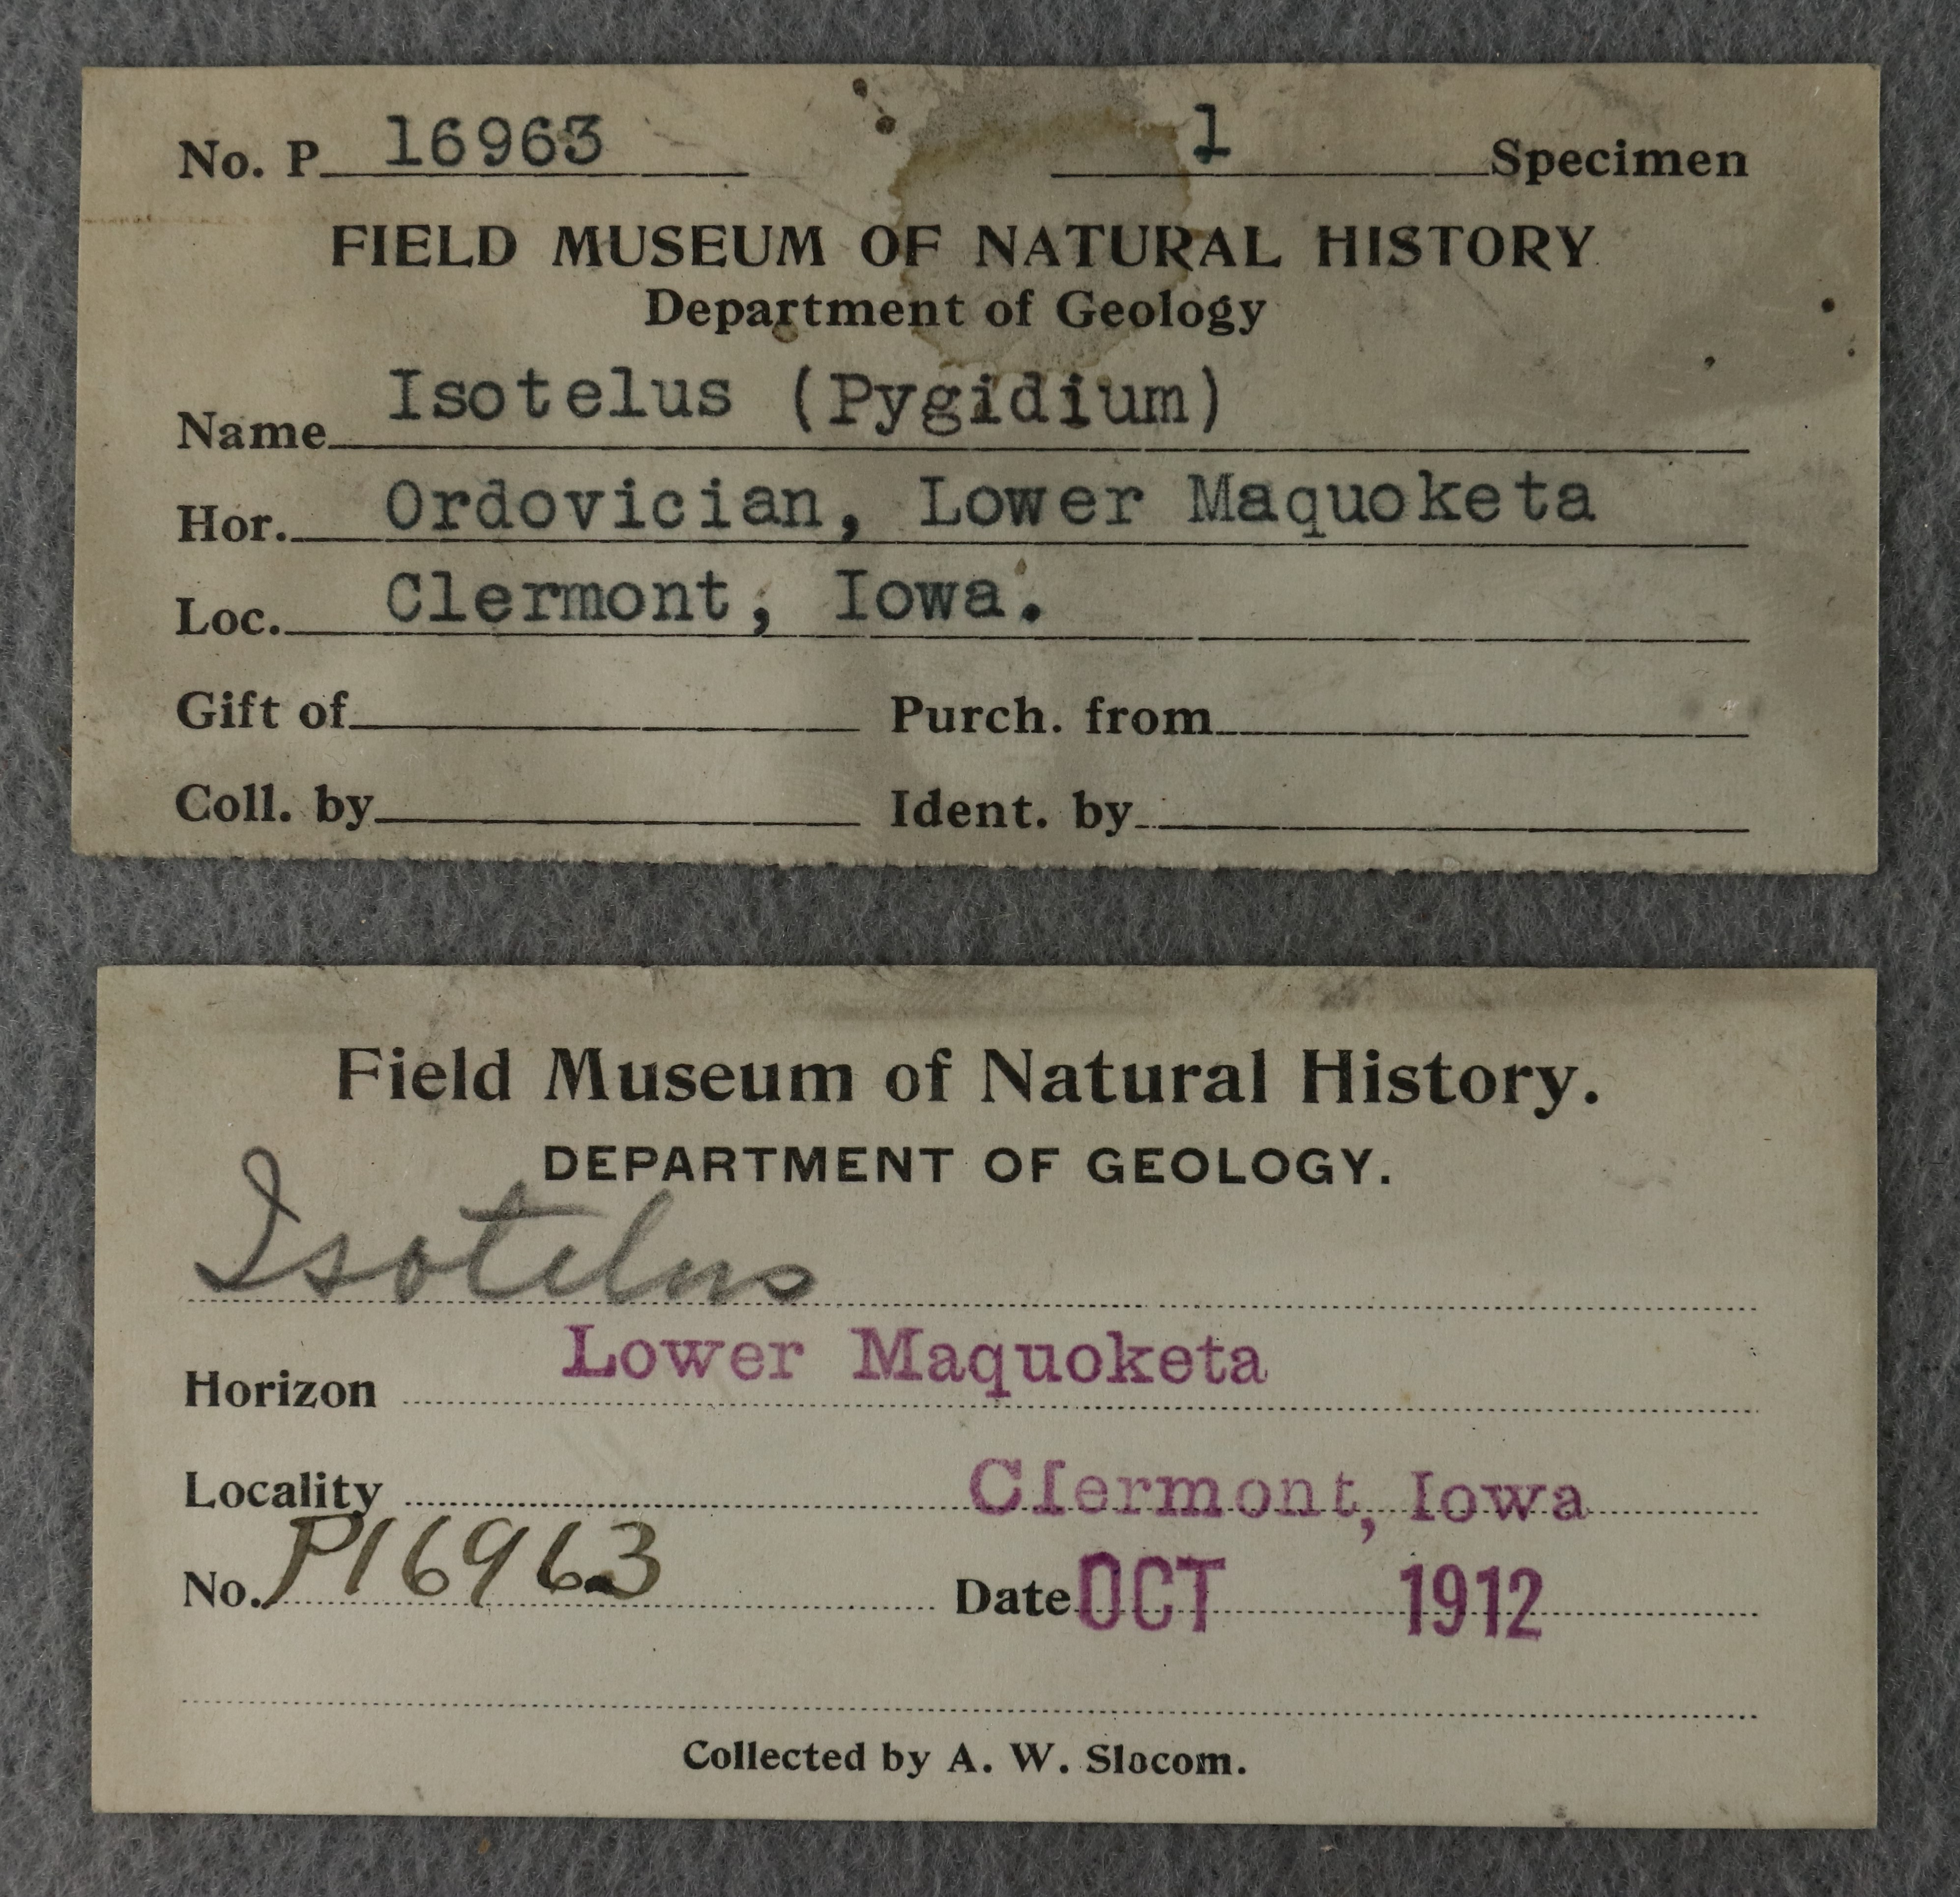 No. P 16963 1 Specimen
FIELD MUSEUM OF NATURAL HISTORY
Department of Geology
Name Isotelus (Pygidium)
Hor. Ordovician, Lower Maquoketa
Loc. Clermont, Iowa.
Gift of Purch. from
Coll. by Ident. by
Field Museum of Natural History.
DEPARTMENT OF GEOLOGY.
Isotelus
Horizon Lower Maquoketa
Locality Clermont, Iowa
No. P16963 Date OCT 1912
Collected by A. W. Slocom.